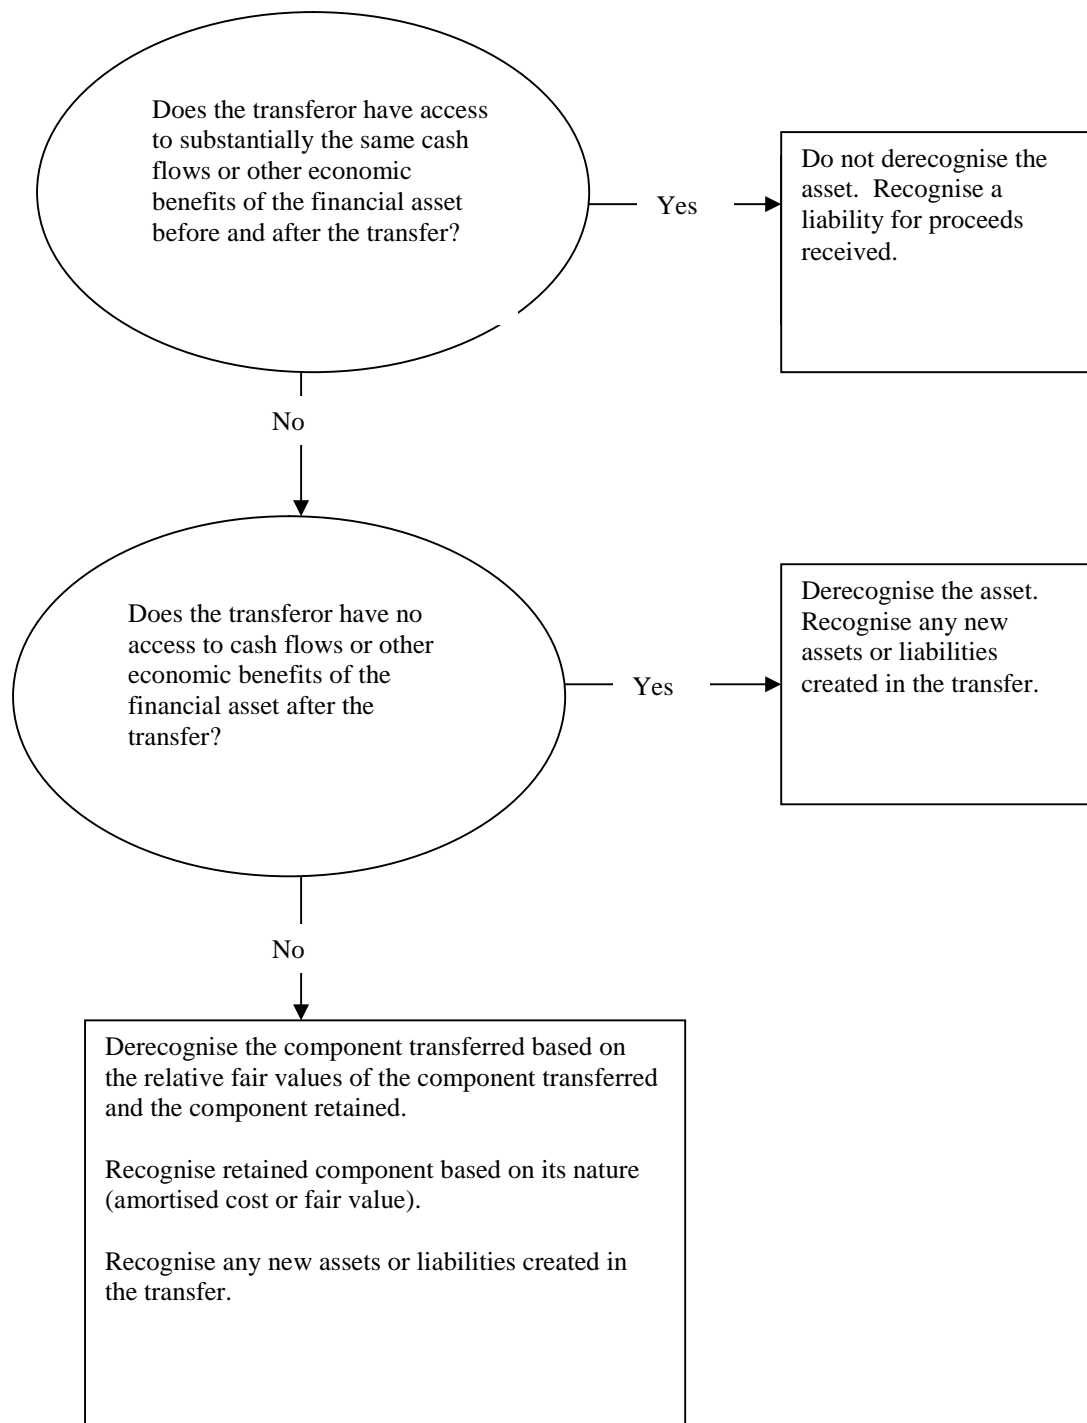 Does the transferor have access
to substantially the same cash
flows or other economic
benefits of the financial asset
before and after the transfer?
Yes
Do not derecognise the
asset.  Recognise a
liability for proceeds
received.
No
Does the transferor have no
access to cash flows or other
economic benefits of the
financial asset after the
transfer?
Yes
Derecognise the asset.
Recognise any new
assets or liabilities
created in the transfer.
No
Derecognise the component transferred based on
the relative fair values of the component transferred
and the component retained.
Recognise retained component based on its nature
(amortised cost or fair value).
Recognise any new assets or liabilities created in
the transfer.